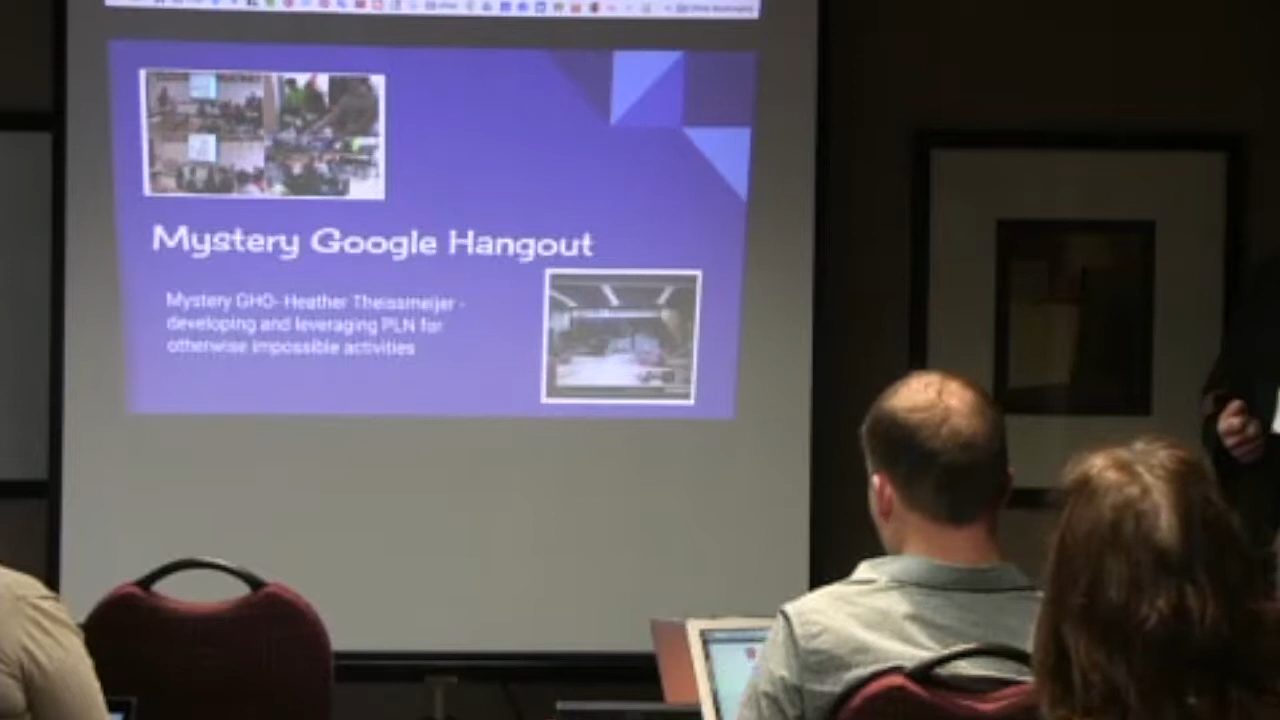 Mystery Google Hangout
Mystery GHO- Heather Theissmeijer -
developing and leveraging PLN for
otherwise impossible activities